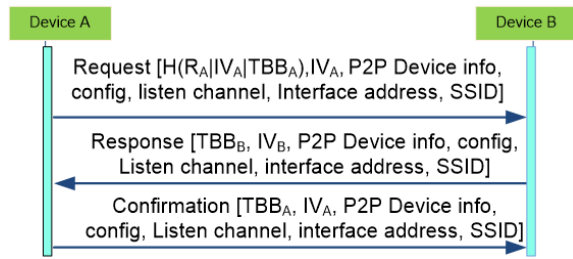 Device A
Device B
Request [H(RA|IVA|TBBA),IVA, P2P Device info,
config, listen channel, Interface address, SSID]
Response [TBBB, IVB, P2P Device info, config,
Listen channel, interface address, SSID]
Confirmation [TBBA, IVA, P2P Device info,
config, Listen channel, interface address, SSID]